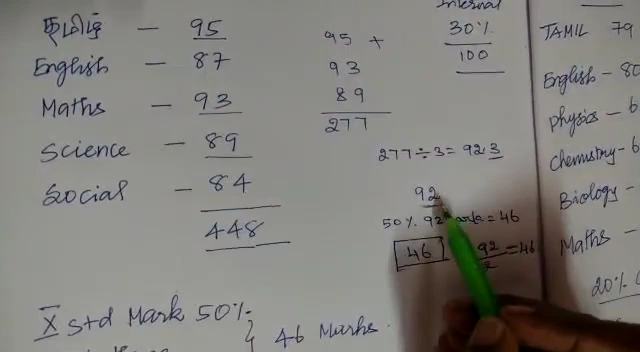 தமிழ் - 95
English - 87
Maths - 93
Science - 89
Social - 84
448
95 +
93
89
277
Internal
30%
100
277 ÷ 3 = 92.3
92
50% 92 = 46
46
92 = 46
2
X std Mark 50%
46 Marks.
TAMIL 79
English - 80
Physics - 6
Chemistry - 6
Biology -
Maths -
20%